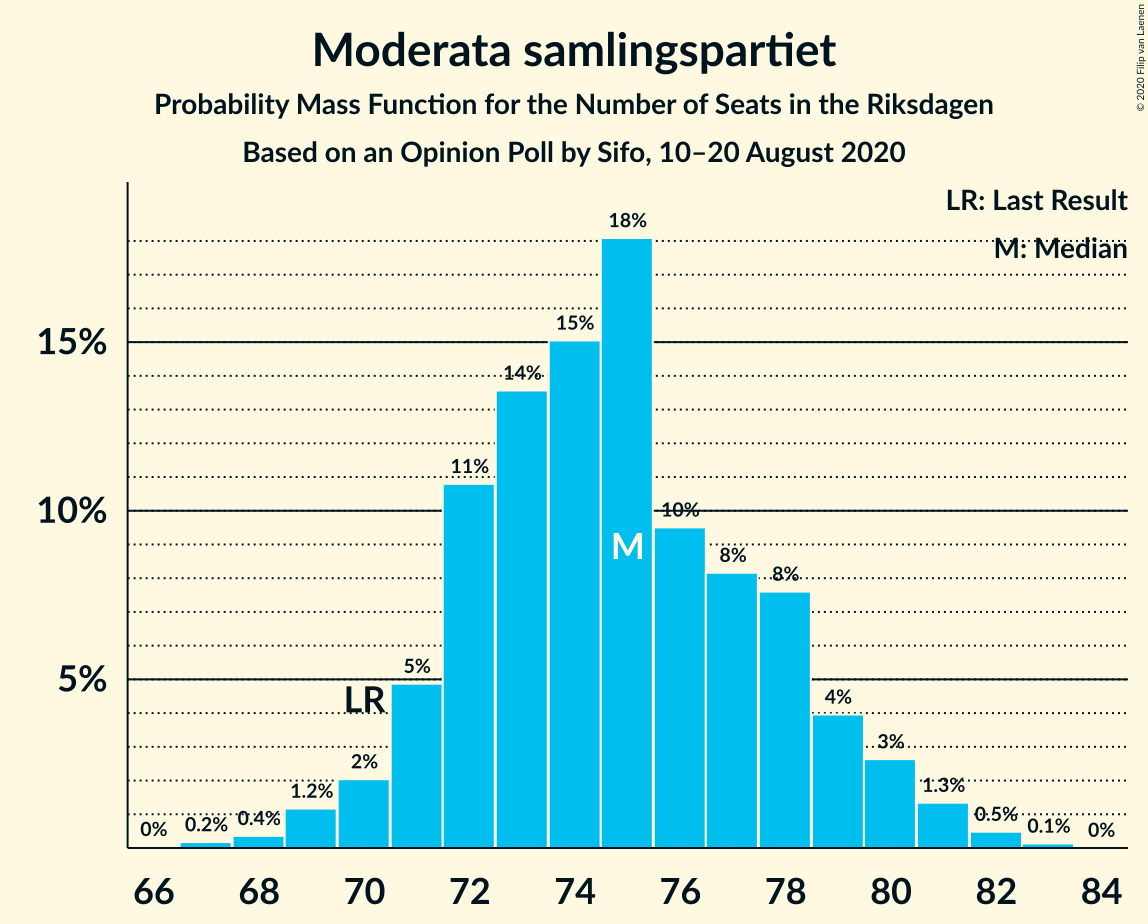 Moderata samlingspartiet
Probability Mass Function for the Number of Seats in the Riksdagen
Based on an Opinion Poll by Sifo, 10–20 August 2020
© 2020 Filip van Laenen
LR: Last Result
M: Median
15%
10%
5%
0%
0.2%
0.4%
1.2%
2%
LR
5%
11%
14%
15%
18%
M
10%
8%
8%
4%
3%
1.3%
0.5%
0.1%
0%
66 68 70 72 74 76 78 80 82 84